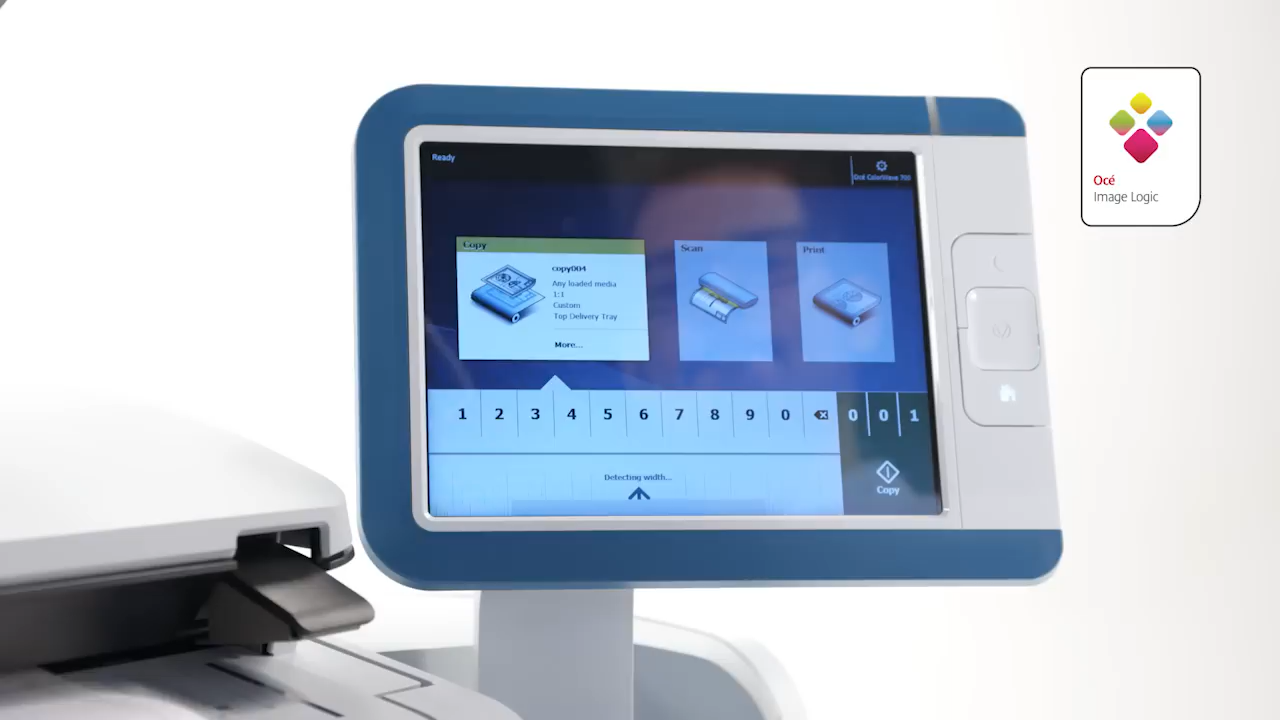 Ready
Océ ColorWave 700
Copy
copy004
Any loaded media
1:1
Custom
Top Delivery Tray
More...
Scan
Print
1 2 3 4 5 6 7 8 9 0
0 0 1
Detecting width...
Copy
Océ
Image Logic